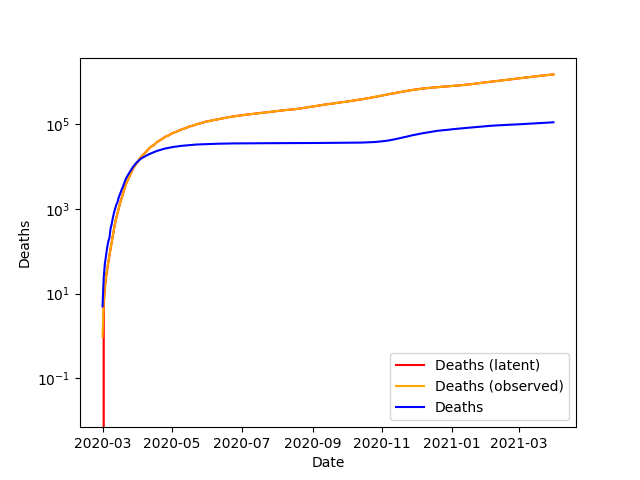 Deaths
10^5
10^3
10^1
10^−1
Deaths (latent)
Deaths (observed)
Deaths
2020-03 2020-05 2020-07 2020-09 2020-11 2021-01 2021-03
Date